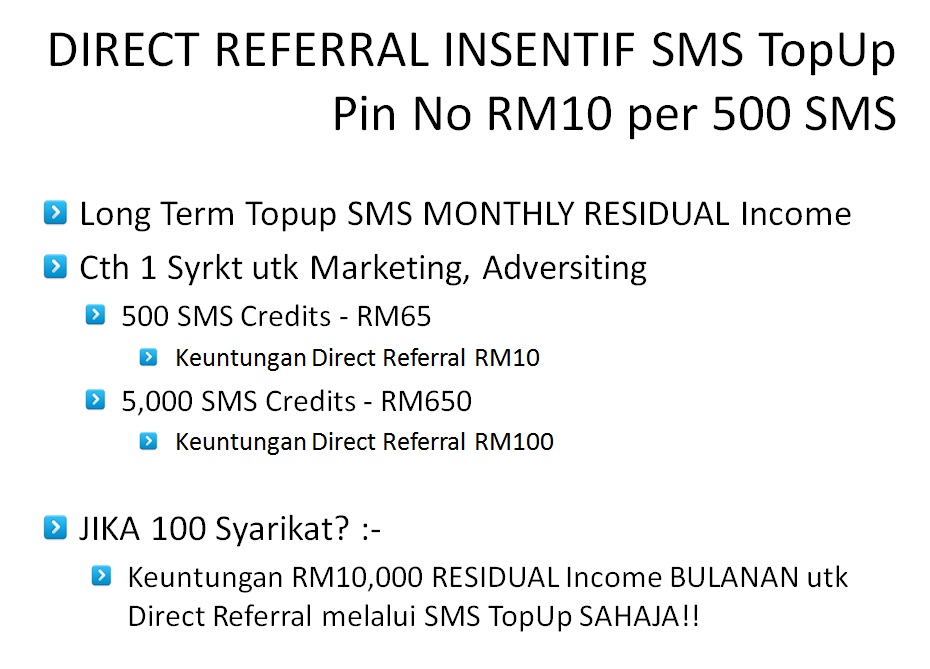 DIRECT REFERRAL INSENTIF SMS TopUp
Pin No RM10 per 500 SMS
Long Term Topup SMS MONTHLY RESIDUAL Income
Cth 1 Syrkt utk Marketing, Adversiting
500 SMS Credits - RM65
Keuntungan Direct Referral RM10
5,000 SMS Credits - RM650
Keuntungan Direct Referral RM100
JIKA 100 Syarikat? :-
Keuntungan RM10,000 RESIDUAL Income BULANAN utk
Direct Referral melalui SMS TopUp SAHAJA!!